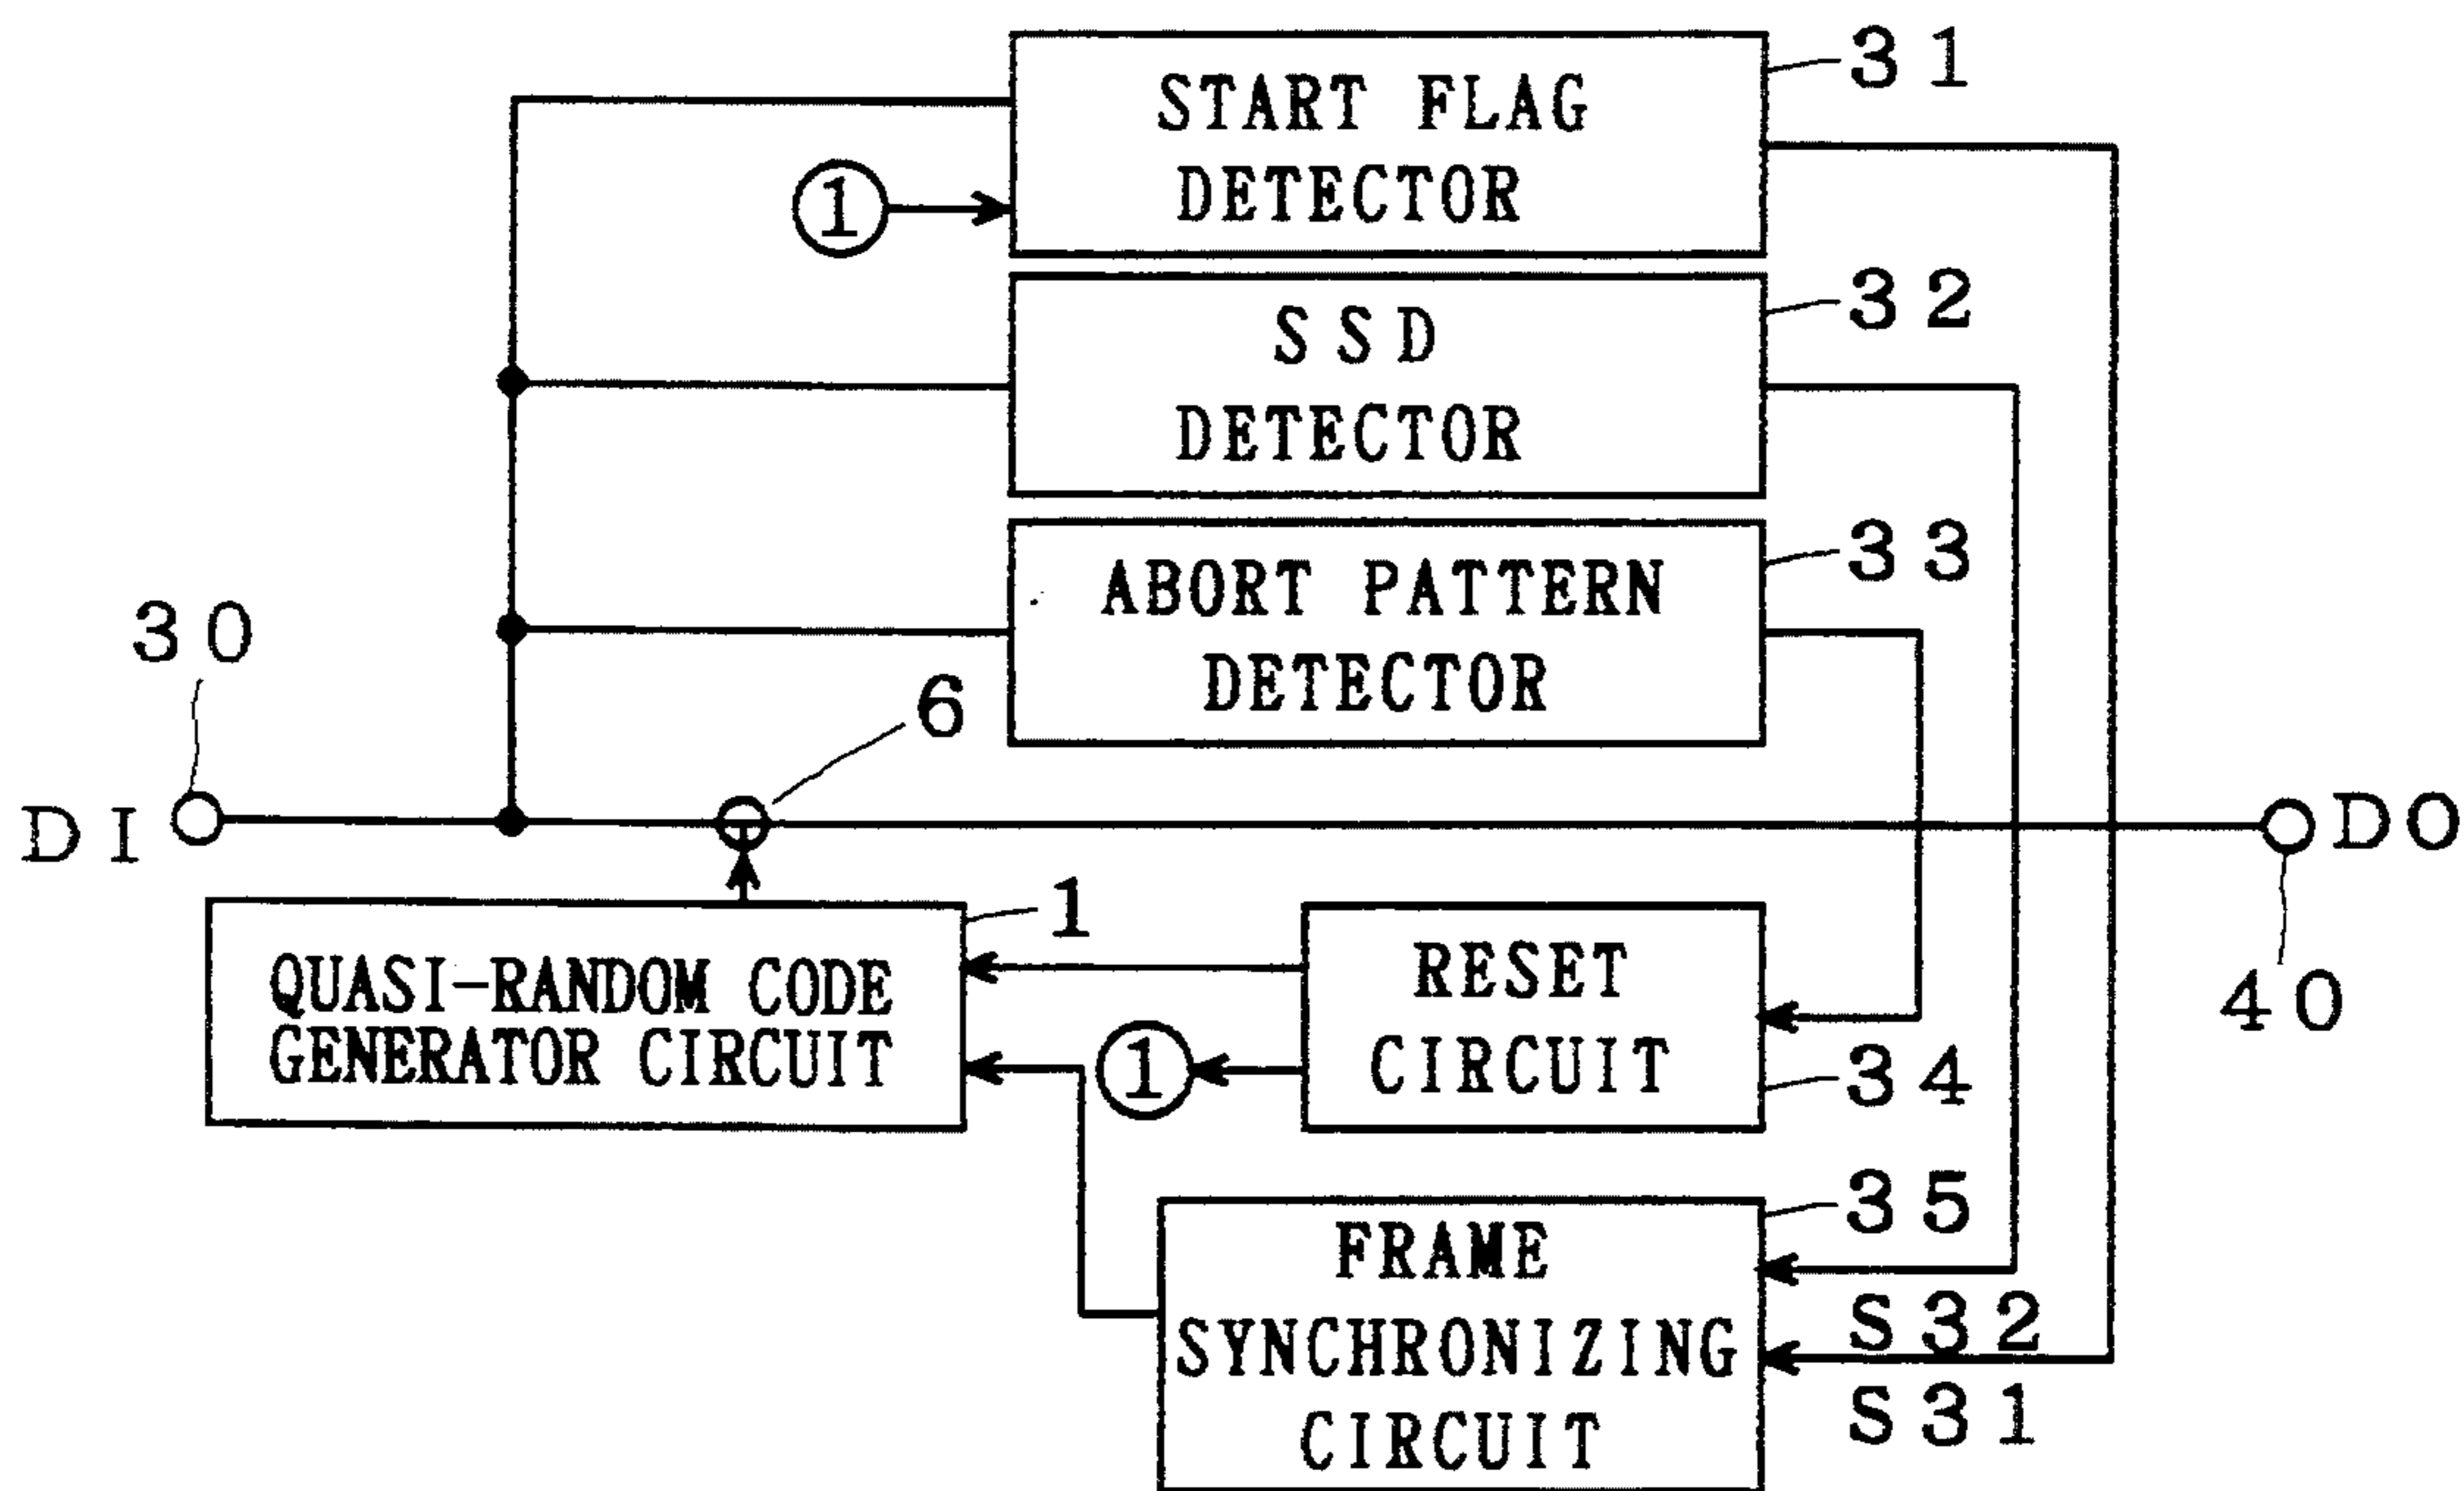 START FLAG
DETECTOR
31
①
SSD
DETECTOR
32
ABORT PATTERN
DETECTOR
33
30
6
DI
DO
40
QUASI-RANDOM CODE
GENERATOR CIRCUIT
1
RESET
CIRCUIT
34
①
FRAME
SYNCHRONIZING
CIRCUIT
35
S32
S31